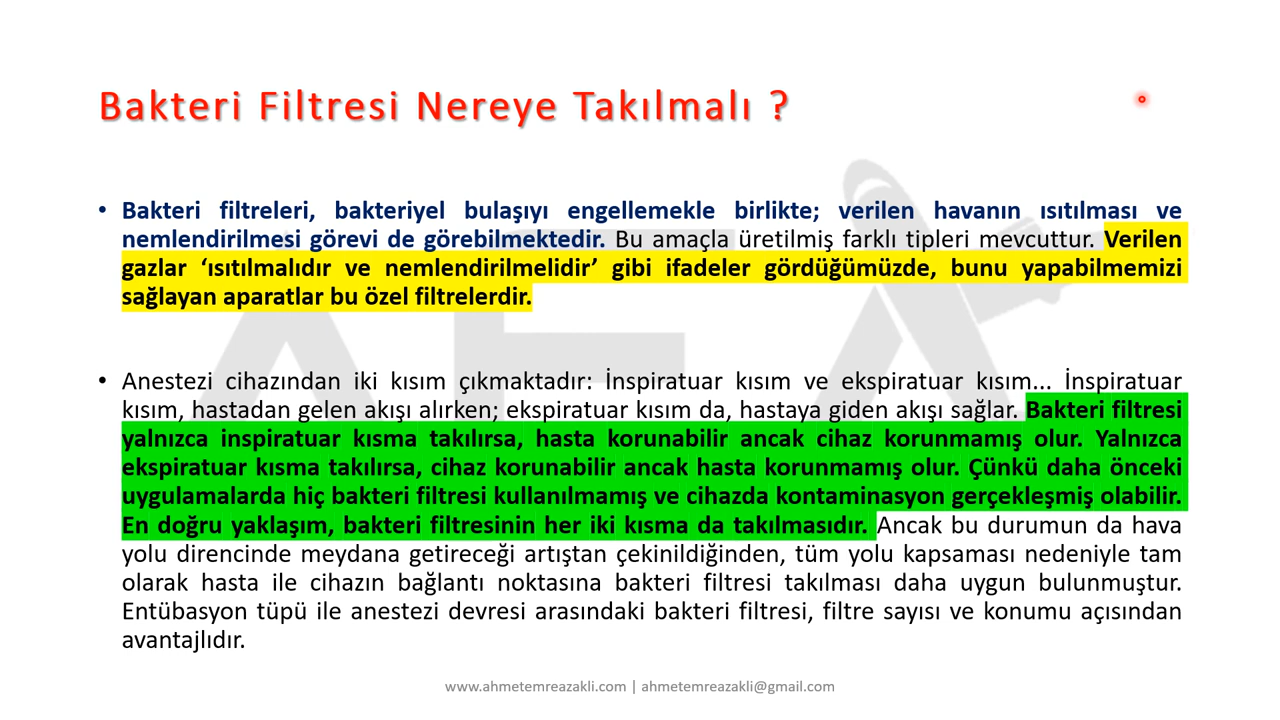 Bakteri Filtresi Nereye Takılmalı ?
• Bakteri filtreleri, bakteriyel bulaşıyı engellemekle birlikte; verilen havanın ısıtılması ve
nemlendirilmesi görevi de görebilmektedir. Bu amaçla üretilmiş farklı tipleri mevcuttur. Verilen
gazlar ‘ısıtılmalıdır ve nemlendirilmelidir’ gibi ifadeler gördüğümüzde, bunu yapabilmemizi
sağlayan aparatlar bu özel filtrelerdir.
• Anestezi cihazından iki kısım çıkmaktadır: İnspiratuar kısım ve ekspiratuar kısım... İnspiratuar
kısım, hastadan gelen akışı alırken; ekspiratuar kısım da, hastaya giden akışı sağlar. Bakteri filtresi
yalnızca inspiratuar kısma takılırsa, hasta korunabilir ancak cihaz korunmamış olur. Yalnızca
ekspiratuar kısma takılırsa, cihaz korunabilir ancak hasta korunmamış olur. Çünkü daha önceki
uygulamalarda hiç bakteri filtresi kullanılmamış ve cihazda kontaminasyon gerçekleşmiş olabilir.
En doğru yaklaşım, bakteri filtresinin her iki kısma da takılmasıdır. Ancak bu durumun da hava
yolu direncinde meydana getireceği artıştan çekinildiğinden, tüm yolu kapsaması nedeniyle tam
olarak hasta ile cihazın bağlantı noktasına bakteri filtresi takılması daha uygun bulunmuştur.
Entübasyon tüpü ile anestezi devresi arasındaki bakteri filtresi, filtre sayısı ve konumu açısından
avantajlıdır.
www.ahmetemreazakli.com | ahmetemreazakli@gmail.com